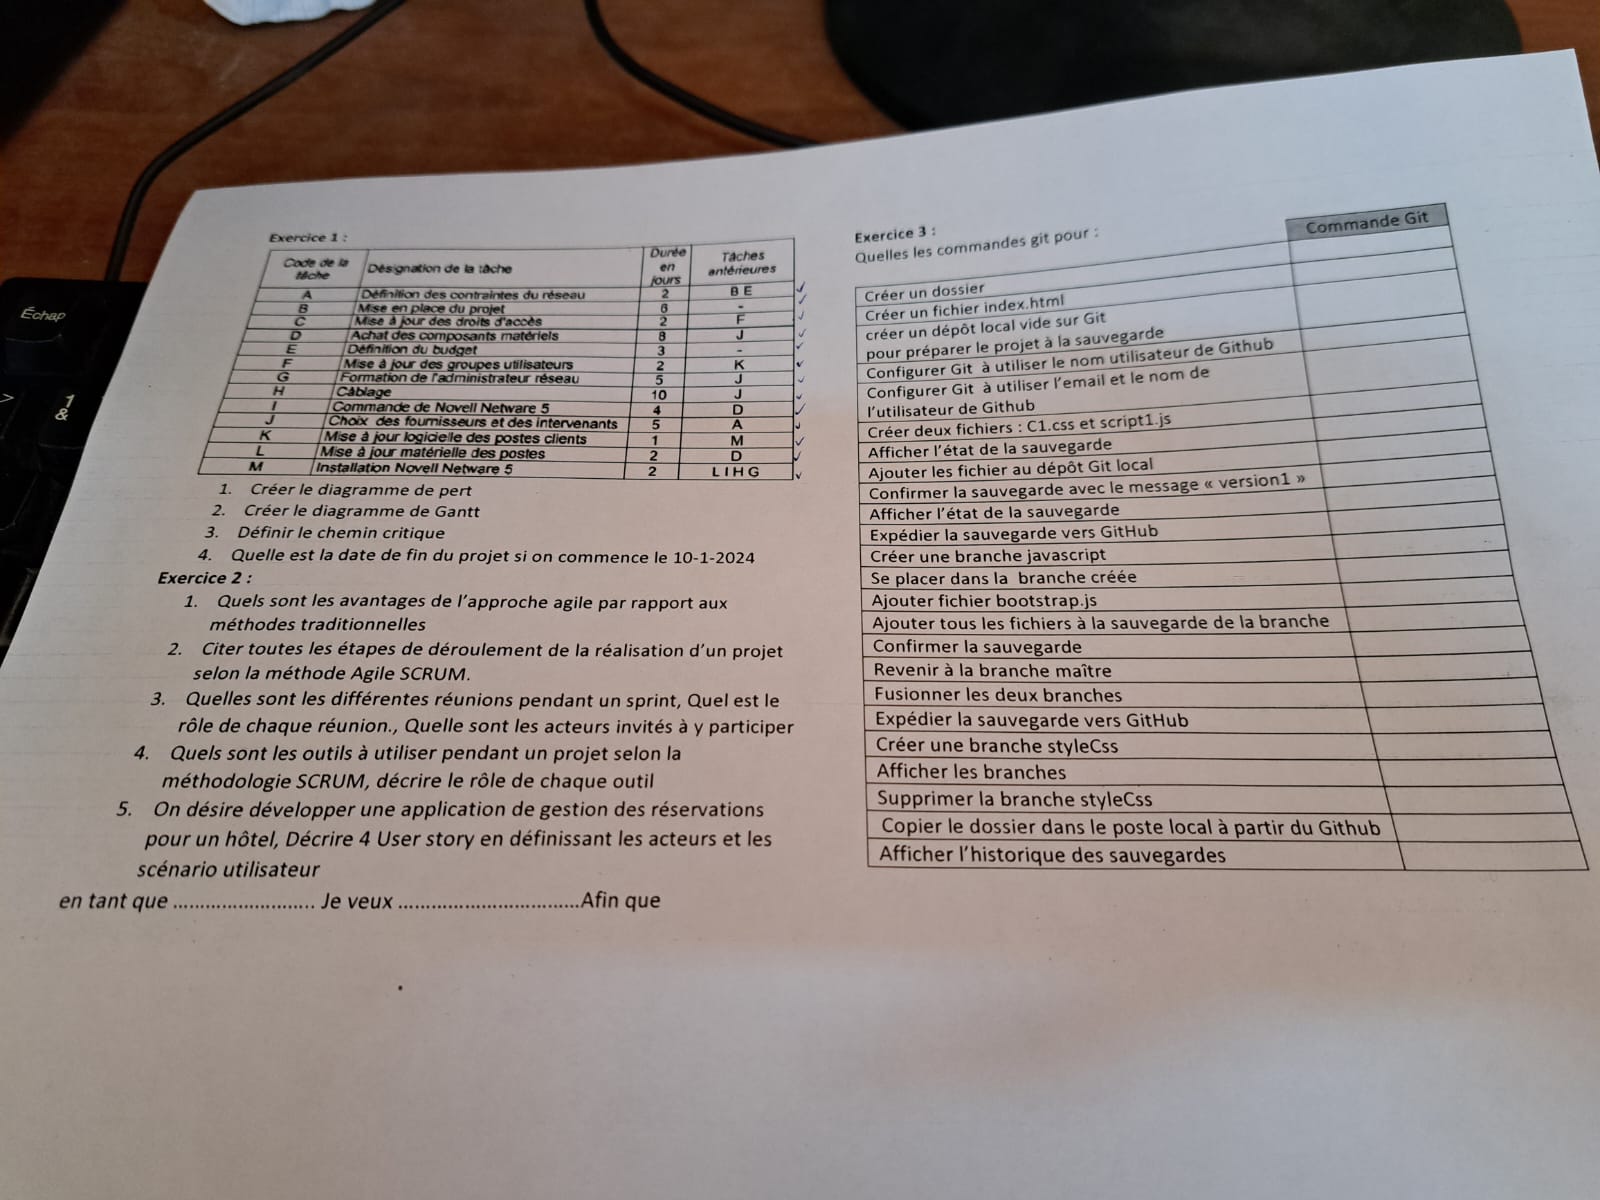 Échap
1
&
>
Exercice 1 :
Code de la tâche Désignation de la tâche Durée en jours Tâches antérieures
A Définition des contraintes du réseau 2 B E
B Mise en place du projet 6 -
C Mise à jour des droits d'accès 2 F
D Achat des composants matériels 8 J
E Définition du budget 3 -
F Mise à jour des groupes utilisateurs 2 K
G Formation de l'administrateur réseau 5 J
H Câblage 10 J
I Commande de Novell Netware 5 4 D
J Choix des fournisseurs et des intervenants 5 A
K Mise à jour logicielle des postes clients 1 M
L Mise à jour matérielle des postes 2 D
M Installation Novell Netware 5 2 L I H G
1. Créer le diagramme de pert
2. Créer le diagramme de Gantt
3. Définir le chemin critique
4. Quelle est la date de fin du projet si on commence le 10-1-2024
Exercice 2 :
1. Quels sont les avantages de l'approche agile par rapport aux
méthodes traditionnelles
2. Citer toutes les étapes de déroulement de la réalisation d'un projet
selon la méthode Agile SCRUM.
3. Quelles sont les différentes réunions pendant un sprint, Quel est le
rôle de chaque réunion., Quelle sont les acteurs invités à y participer
4. Quels sont les outils à utiliser pendant un projet selon la
méthodologie SCRUM, décrire le rôle de chaque outil
5. On désire développer une application de gestion des réservations
pour un hôtel, Décrire 4 User story en définissant les acteurs et les
scénario utilisateur
en tant que .......................... Je veux .................................Afin que
Exercice 3 :
Quelles les commandes git pour :
Commande Git
Créer un dossier
Créer un fichier index.html
créer un dépôt local vide sur Git
pour préparer le projet à la sauvegarde
Configurer Git à utiliser le nom utilisateur de Github
Configurer Git à utiliser l'email et le nom de
l'utilisateur de Github
Créer deux fichiers : C1.css et script1.js
Afficher l'état de la sauvegarde
Ajouter les fichier au dépôt Git local
Confirmer la sauvegarde avec le message « version1 »
Afficher l'état de la sauvegarde
Expédier la sauvegarde vers GitHub
Créer une branche javascript
Se placer dans la branche créée
Ajouter fichier bootstrap.js
Ajouter tous les fichiers à la sauvegarde de la branche
Confirmer la sauvegarde
Revenir à la branche maître
Fusionner les deux branches
Expédier la sauvegarde vers GitHub
Créer une branche styleCss
Afficher les branches
Supprimer la branche styleCss
Copier le dossier dans le poste local à partir du Github
Afficher l'historique des sauvegardes